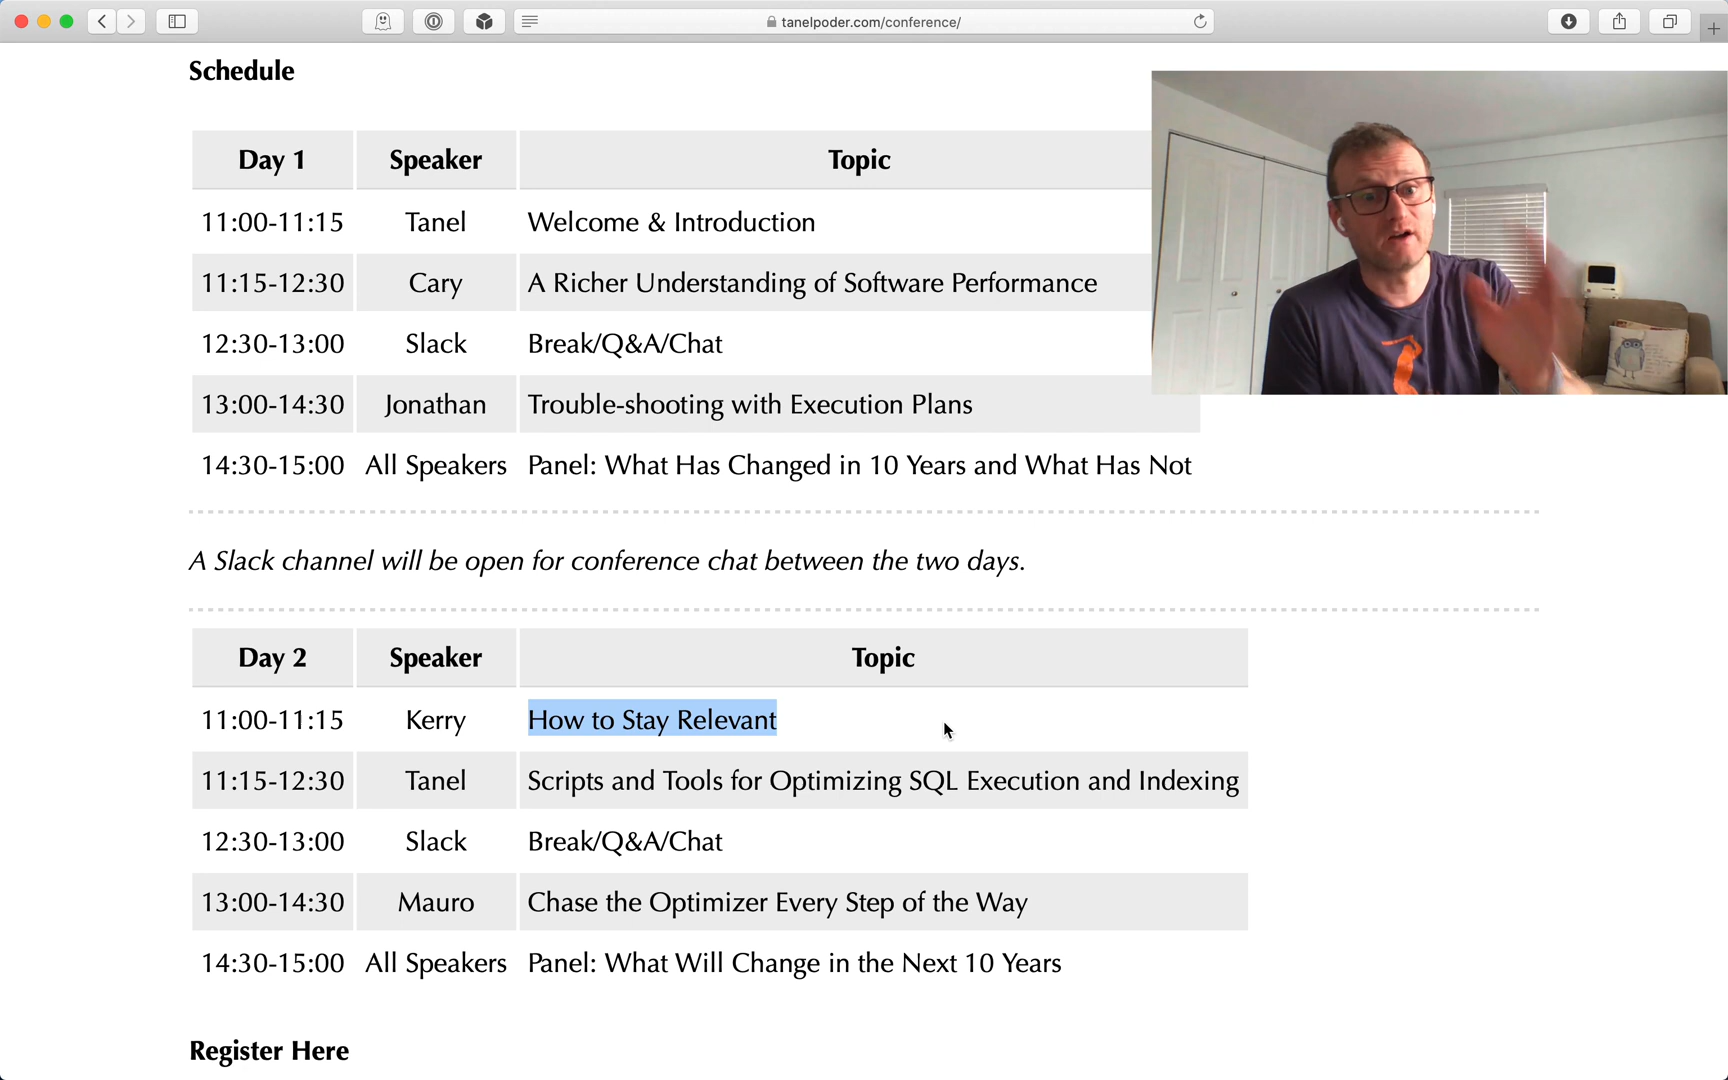 tanelpoder.com/conference/
Schedule
Day 1 Speaker Topic
11:00-11:15 Tanel Welcome & Introduction
11:15-12:30 Cary A Richer Understanding of Software Performance
12:30-13:00 Slack Break/Q&A/Chat
13:00-14:30 Jonathan Trouble-shooting with Execution Plans
14:30-15:00 All Speakers Panel: What Has Changed in 10 Years and What Has Not
A Slack channel will be open for conference chat between the two days.
Day 2 Speaker Topic
11:00-11:15 Kerry How to Stay Relevant
11:15-12:30 Tanel Scripts and Tools for Optimizing SQL Execution and Indexing
12:30-13:00 Slack Break/Q&A/Chat
13:00-14:30 Mauro Chase the Optimizer Every Step of the Way
14:30-15:00 All Speakers Panel: What Will Change in the Next 10 Years
Register Here